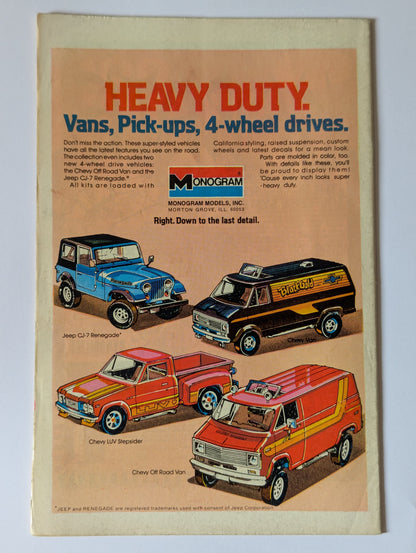 HEAVY DUTY.
Vans, Pick-ups, 4-wheel drives.
Don't miss the action. These super-styled vehicles
have all the latest features you see on the road.
The collection even includes two
new 4-wheel drive vehicles:
the Chevy Off Road Van and the
Jeep CJ-7 Renegade.*
All kits are loaded with
California styling, raised suspension, custom
wheels and latest decals for a mean look.
Parts are molded in color, too.
With details like these, you'll
be proud to display them!
'Cause every inch looks super
-heavy duty.
MONOGRAM
MONOGRAM MODELS, INC.
MORTON GROVE, ILL. 60053
Right. Down to the last detail.
Jeep CJ-7 Renegade*
Black Gold
Chevy Van
Chevy LUV Stepsider
Chevy Off Road Van
*JEEP and RENEGADE are registered trademarks used with consent of Jeep Corporation